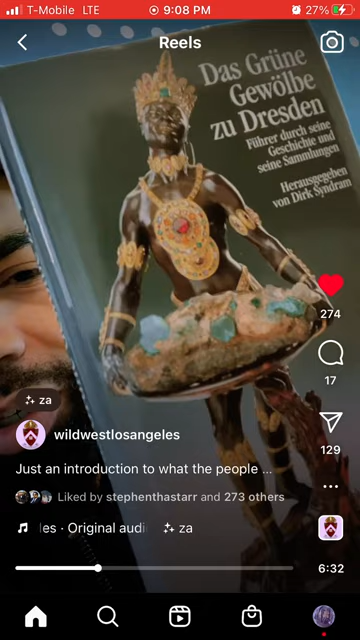 T-Mobile LTE
9:08 PM
27%
Reels
Das Grüne
Gewölbe
zu Dresden
Führer durch seine
Geschichte und
seine Sammlungen
Herausgegeben
von Dirk Syndram
274
17
za
wildwestlosangeles
129
Just an introduction to what the people ...
Liked by stephenthastarr and 273 others
les · Original audi
za
6:32